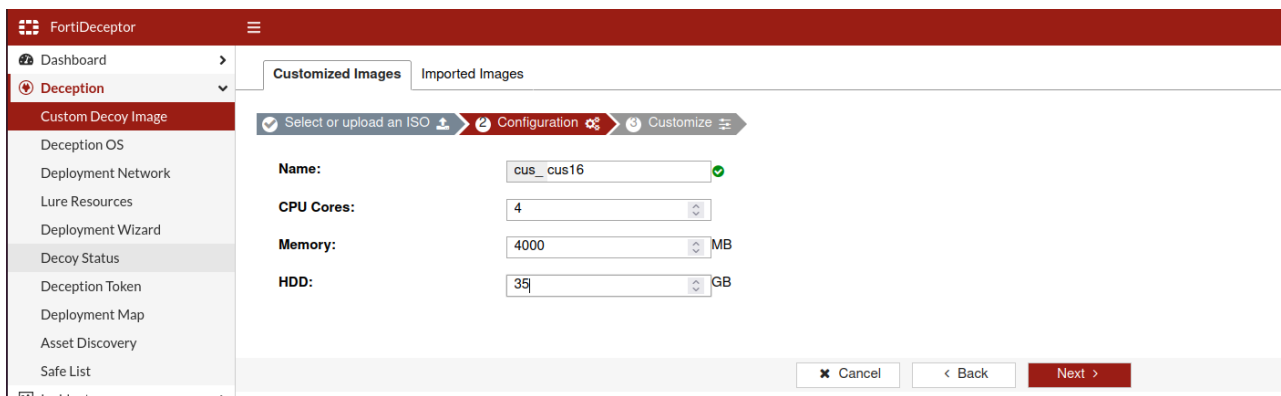 FortiDeceptor
Dashboard
Deception
Custom Decoy Image
Deception OS
Deployment Network
Lure Resources
Deployment Wizard
Decoy Status
Deception Token
Deployment Map
Asset Discovery
Safe List
Customized Images
Imported Images
Select or upload an ISO
2 Configuration
3 Customize
Name: cus_ cus16
CPU Cores: 4
Memory: 4000 MB
HDD: 35 GB
Cancel
< Back
Next >